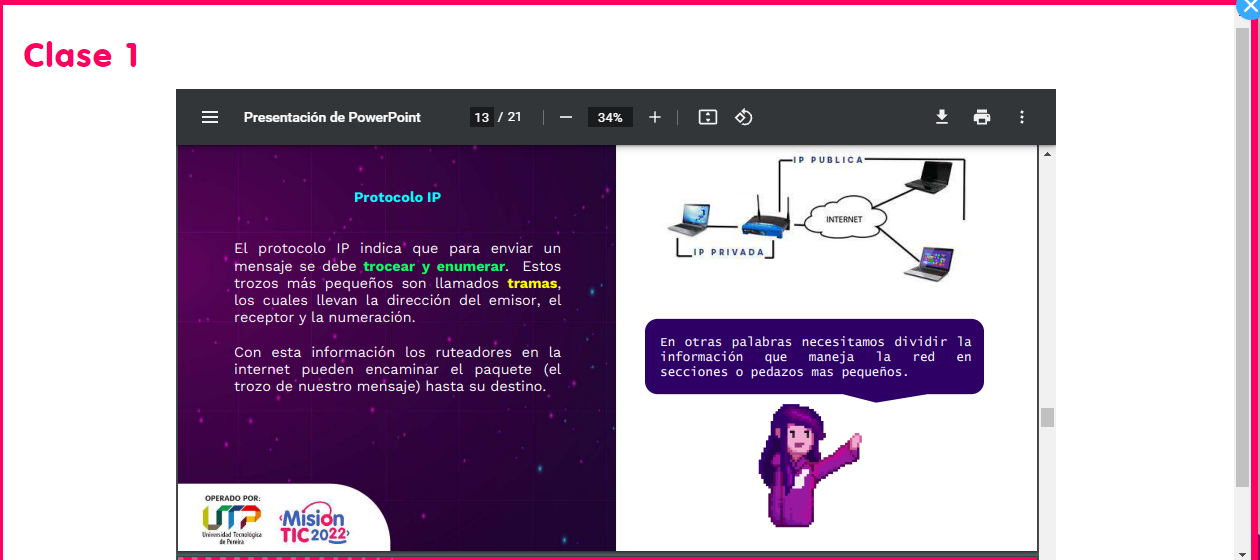 Clase 1
Presentación de PowerPoint
13 / 21
34%
Protocolo IP
El protocolo IP indica que para enviar un
mensaje se debe trocear y enumerar. Estos
trozos más pequeños son llamados tramas,
los cuales llevan la dirección del emisor, el
receptor y la numeración.
Con esta información los ruteadores en la
internet pueden encaminar el paquete (el
trozo de nuestro mensaje) hasta su destino.
OPERADO POR:
UTP
Universidad Tecnológica
de Pereira
Misión
TIC2022
IP PUBLICA
INTERNET
IP PRIVADA
En otras palabras necesitamos dividir la
información que maneja la red en
secciones o pedazos mas pequeños.